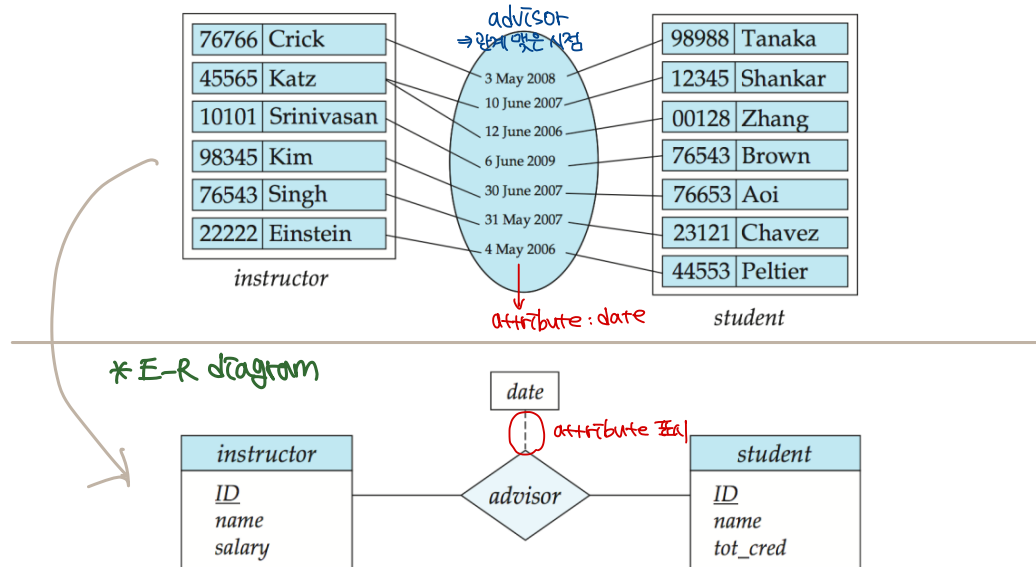 advisor
⇒ 관계 맺은 시점
76766 Crick
45565 Katz
10101 Srinivasan
98345 Kim
76543 Singh
22222 Einstein
instructor
3 May 2008
10 June 2007
12 June 2006
6 June 2009
30 June 2007
31 May 2007
4 May 2006
attribute : date
98988 Tanaka
12345 Shankar
00128 Zhang
76543 Brown
76653 Aoi
23121 Chavez
44553 Peltier
student
* E-R diagram
date
attribute 표시
instructor
ID
name
salary
advisor
student
ID
name
tot_cred